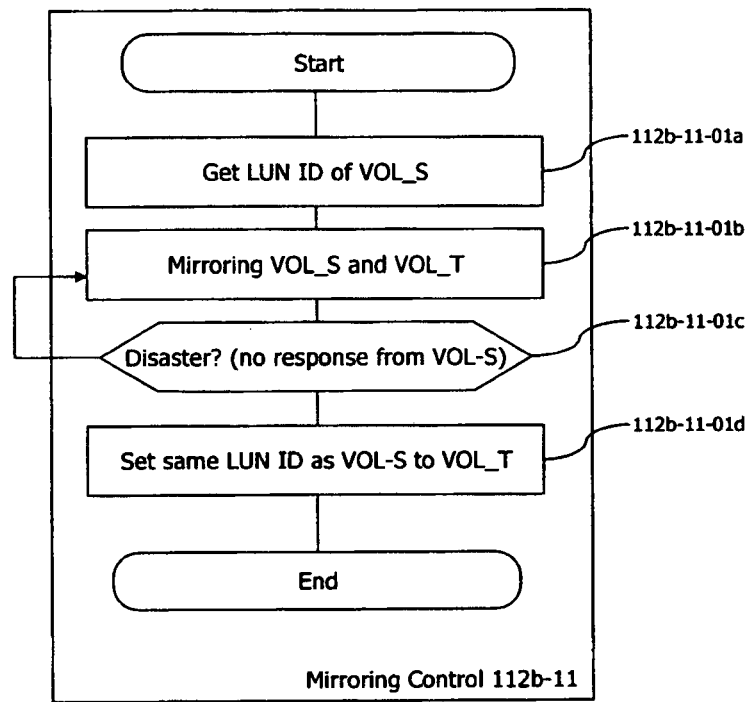 Start
Get LUN ID of VOL_S
112b-11-01a
Mirroring VOL_S and VOL_T
112b-11-01b
Disaster? (no response from VOL-S)
112b-11-01c
Set same LUN ID as VOL-S to VOL_T
112b-11-01d
End
Mirroring Control 112b-11